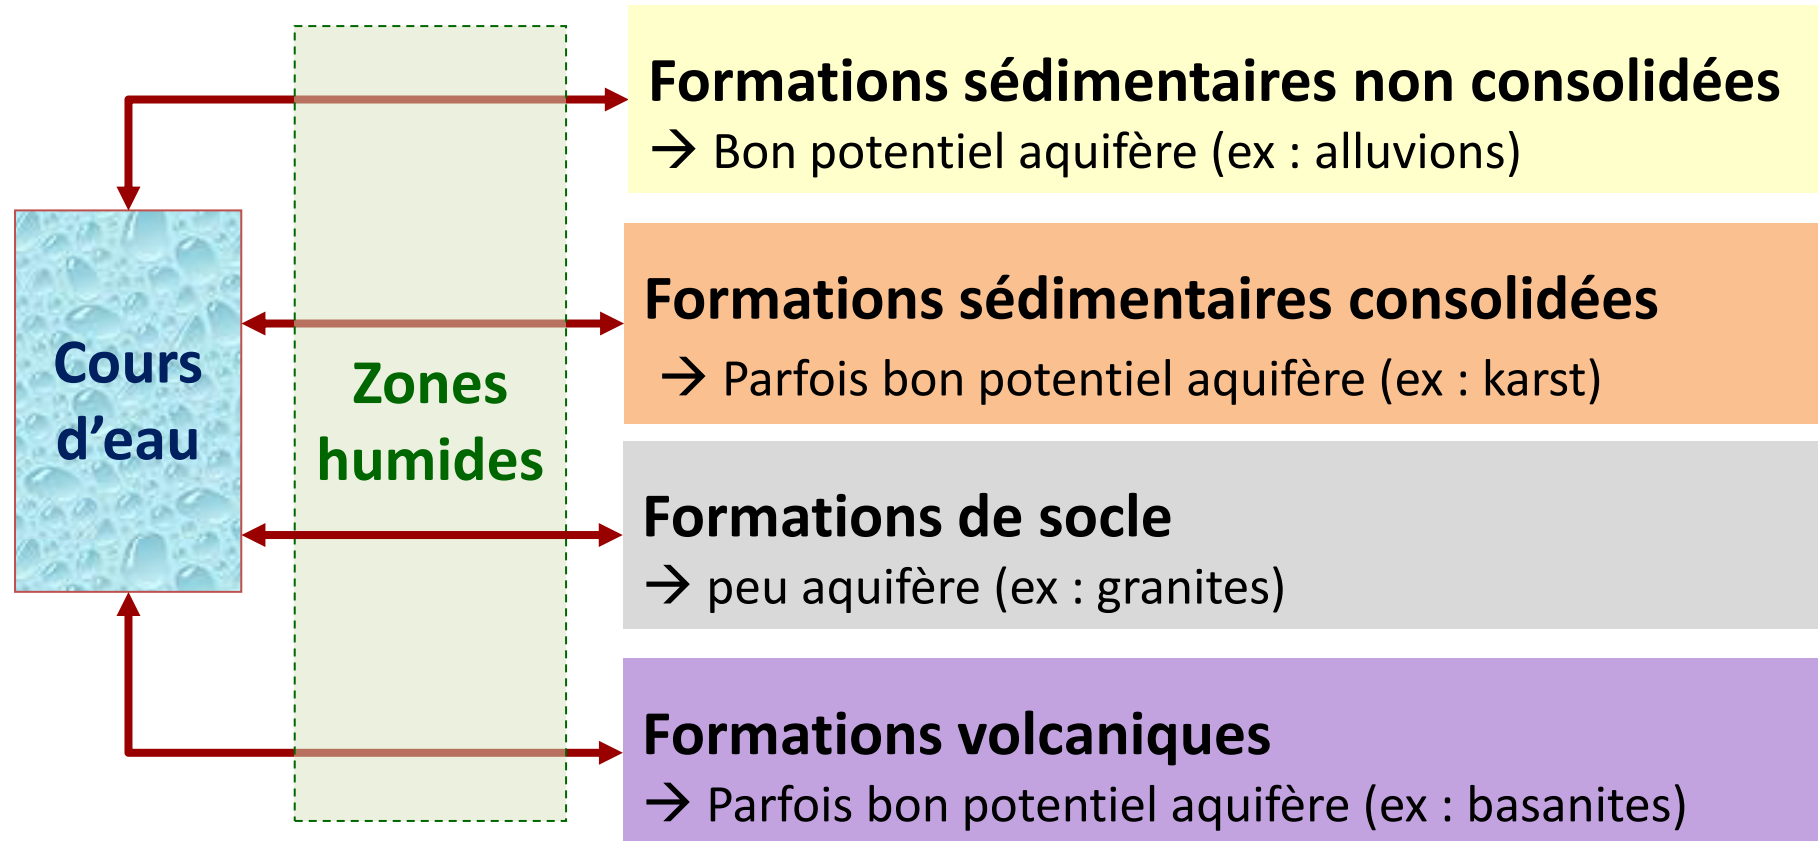 Formations sédimentaires non consolidées
→ Bon potentiel aquifère (ex : alluvions)
Formations sédimentaires consolidées
→ Parfois bon potentiel aquifère (ex : karst)
Cours
d’eau
Zones
humides
Formations de socle
→ peu aquifère (ex : granites)
Formations volcaniques
→ Parfois bon potentiel aquifère (ex : basanites)